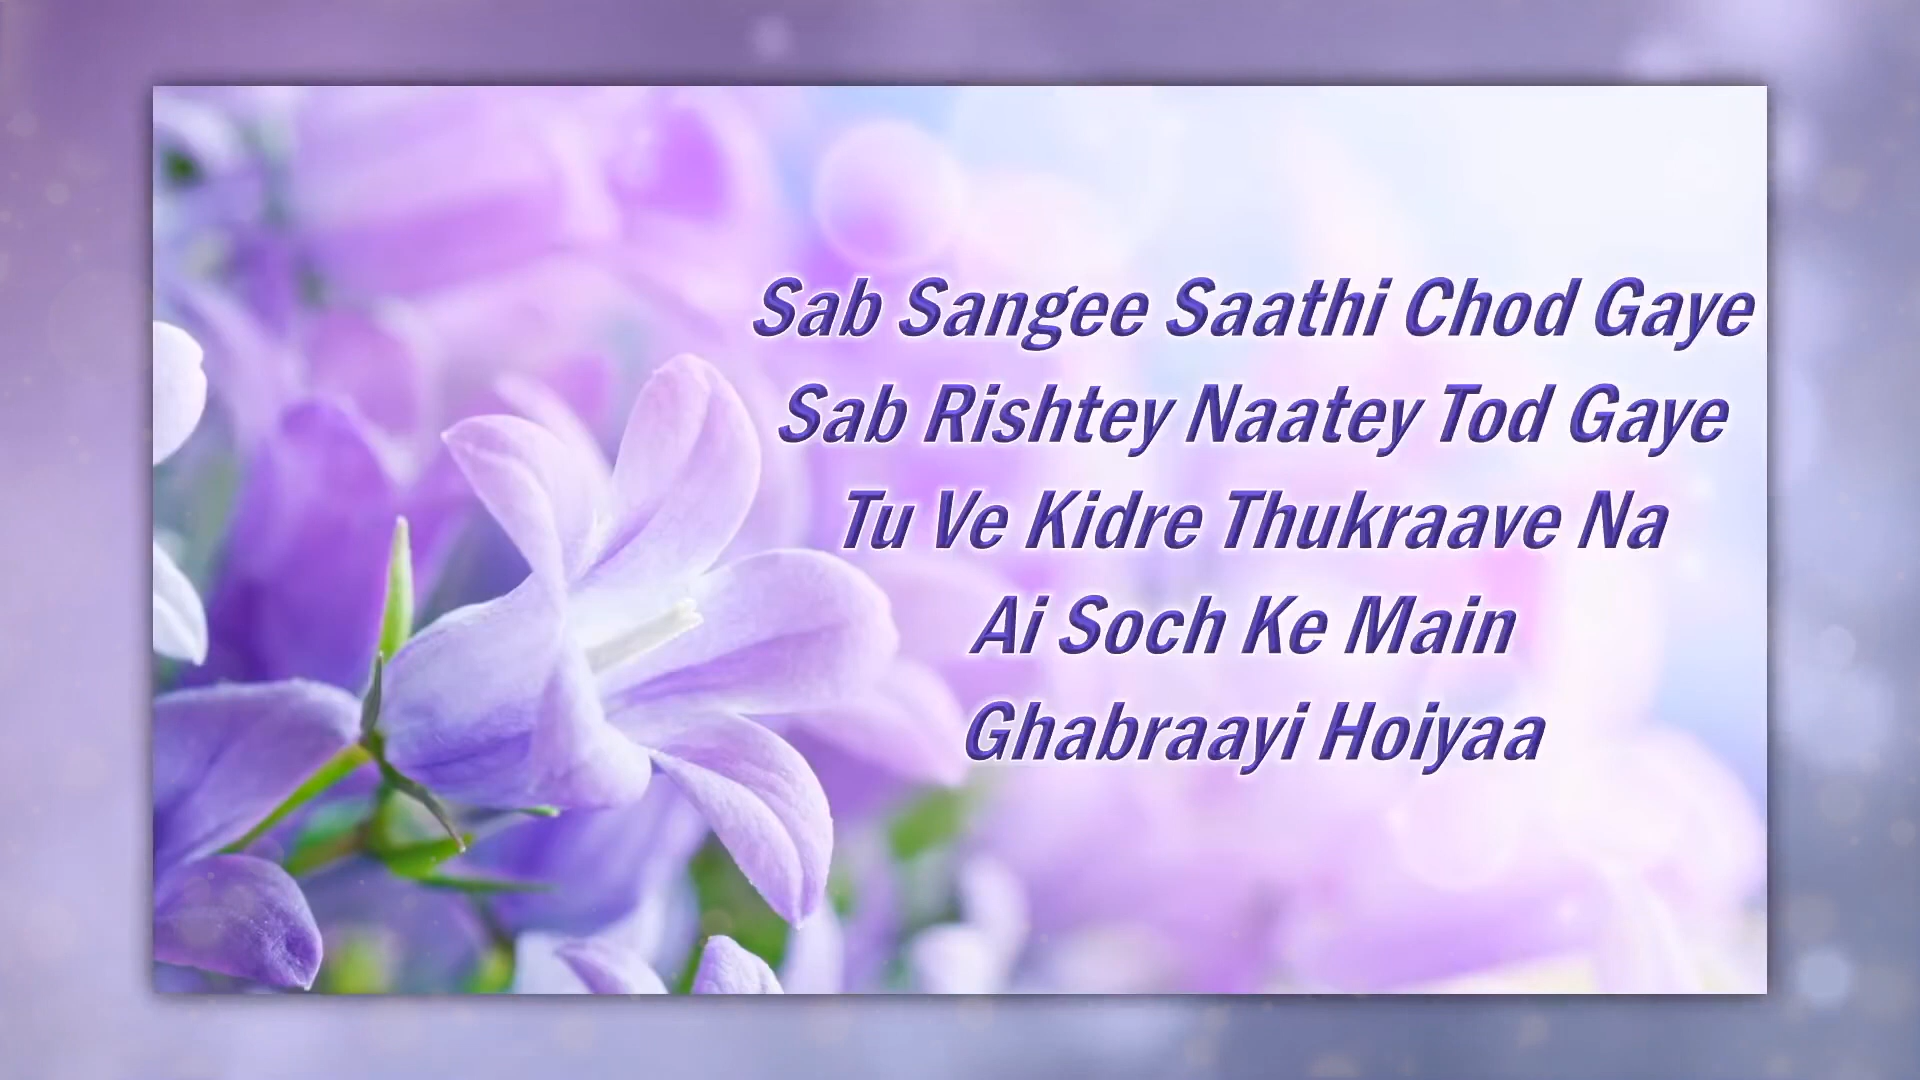 Sab Sangee Saathi Chod Gaye
Sab Rishtey Naatey Tod Gaye
Tu Ve Kidre Thukraave Na
Ai Soch Ke Main
Ghabraayi Hoiyaa